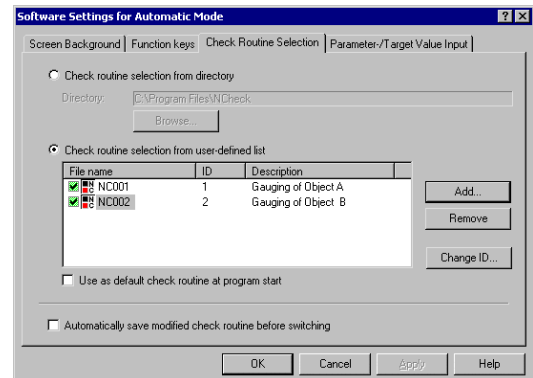 Software Settings for Automatic Mode
Screen Background Function keys Check Routine Selection Parameter-/Target Value Input
Check routine selection from directory
Directory: C:\Program Files\NCheck
Browse...
Check routine selection from user-defined list
File name ID Description
NC001 1 Gauging of Object A
NC002 2 Gauging of Object B
Add...
Remove
Change ID...
Use as default check routine at program start
Automatically save modified check routine before switching
OK Cancel Apply Help